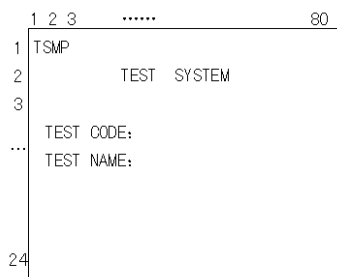 1 2 3 ······ 80
1 TSMP
2 TEST SYSTEM
3
TEST CODE:
...
TEST NAME:
24